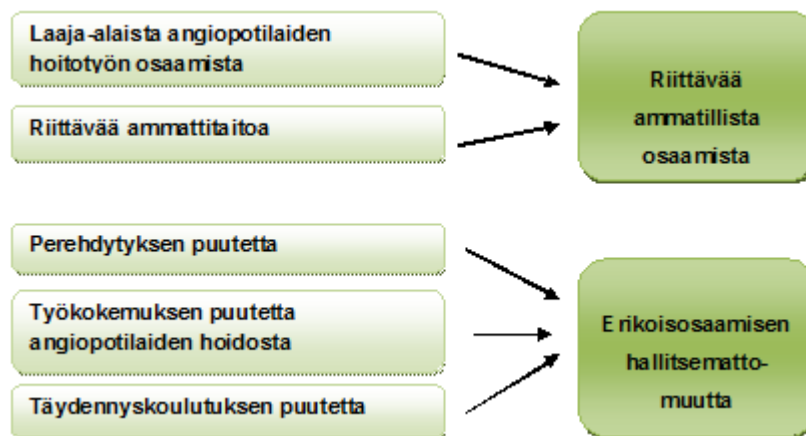 Laaja-alaista angiopotilaiden
hoitotyön osaamista
Riittävää ammattitaitoa
Riittävää
ammatillista
osaamista
Perehdytyksen puutetta
Työkokemuksen puutetta
angiopotilaiden hoidosta
Täydennyskoulutuksen puutetta
Erikoisosaamisen
hallitsematto-
muutta